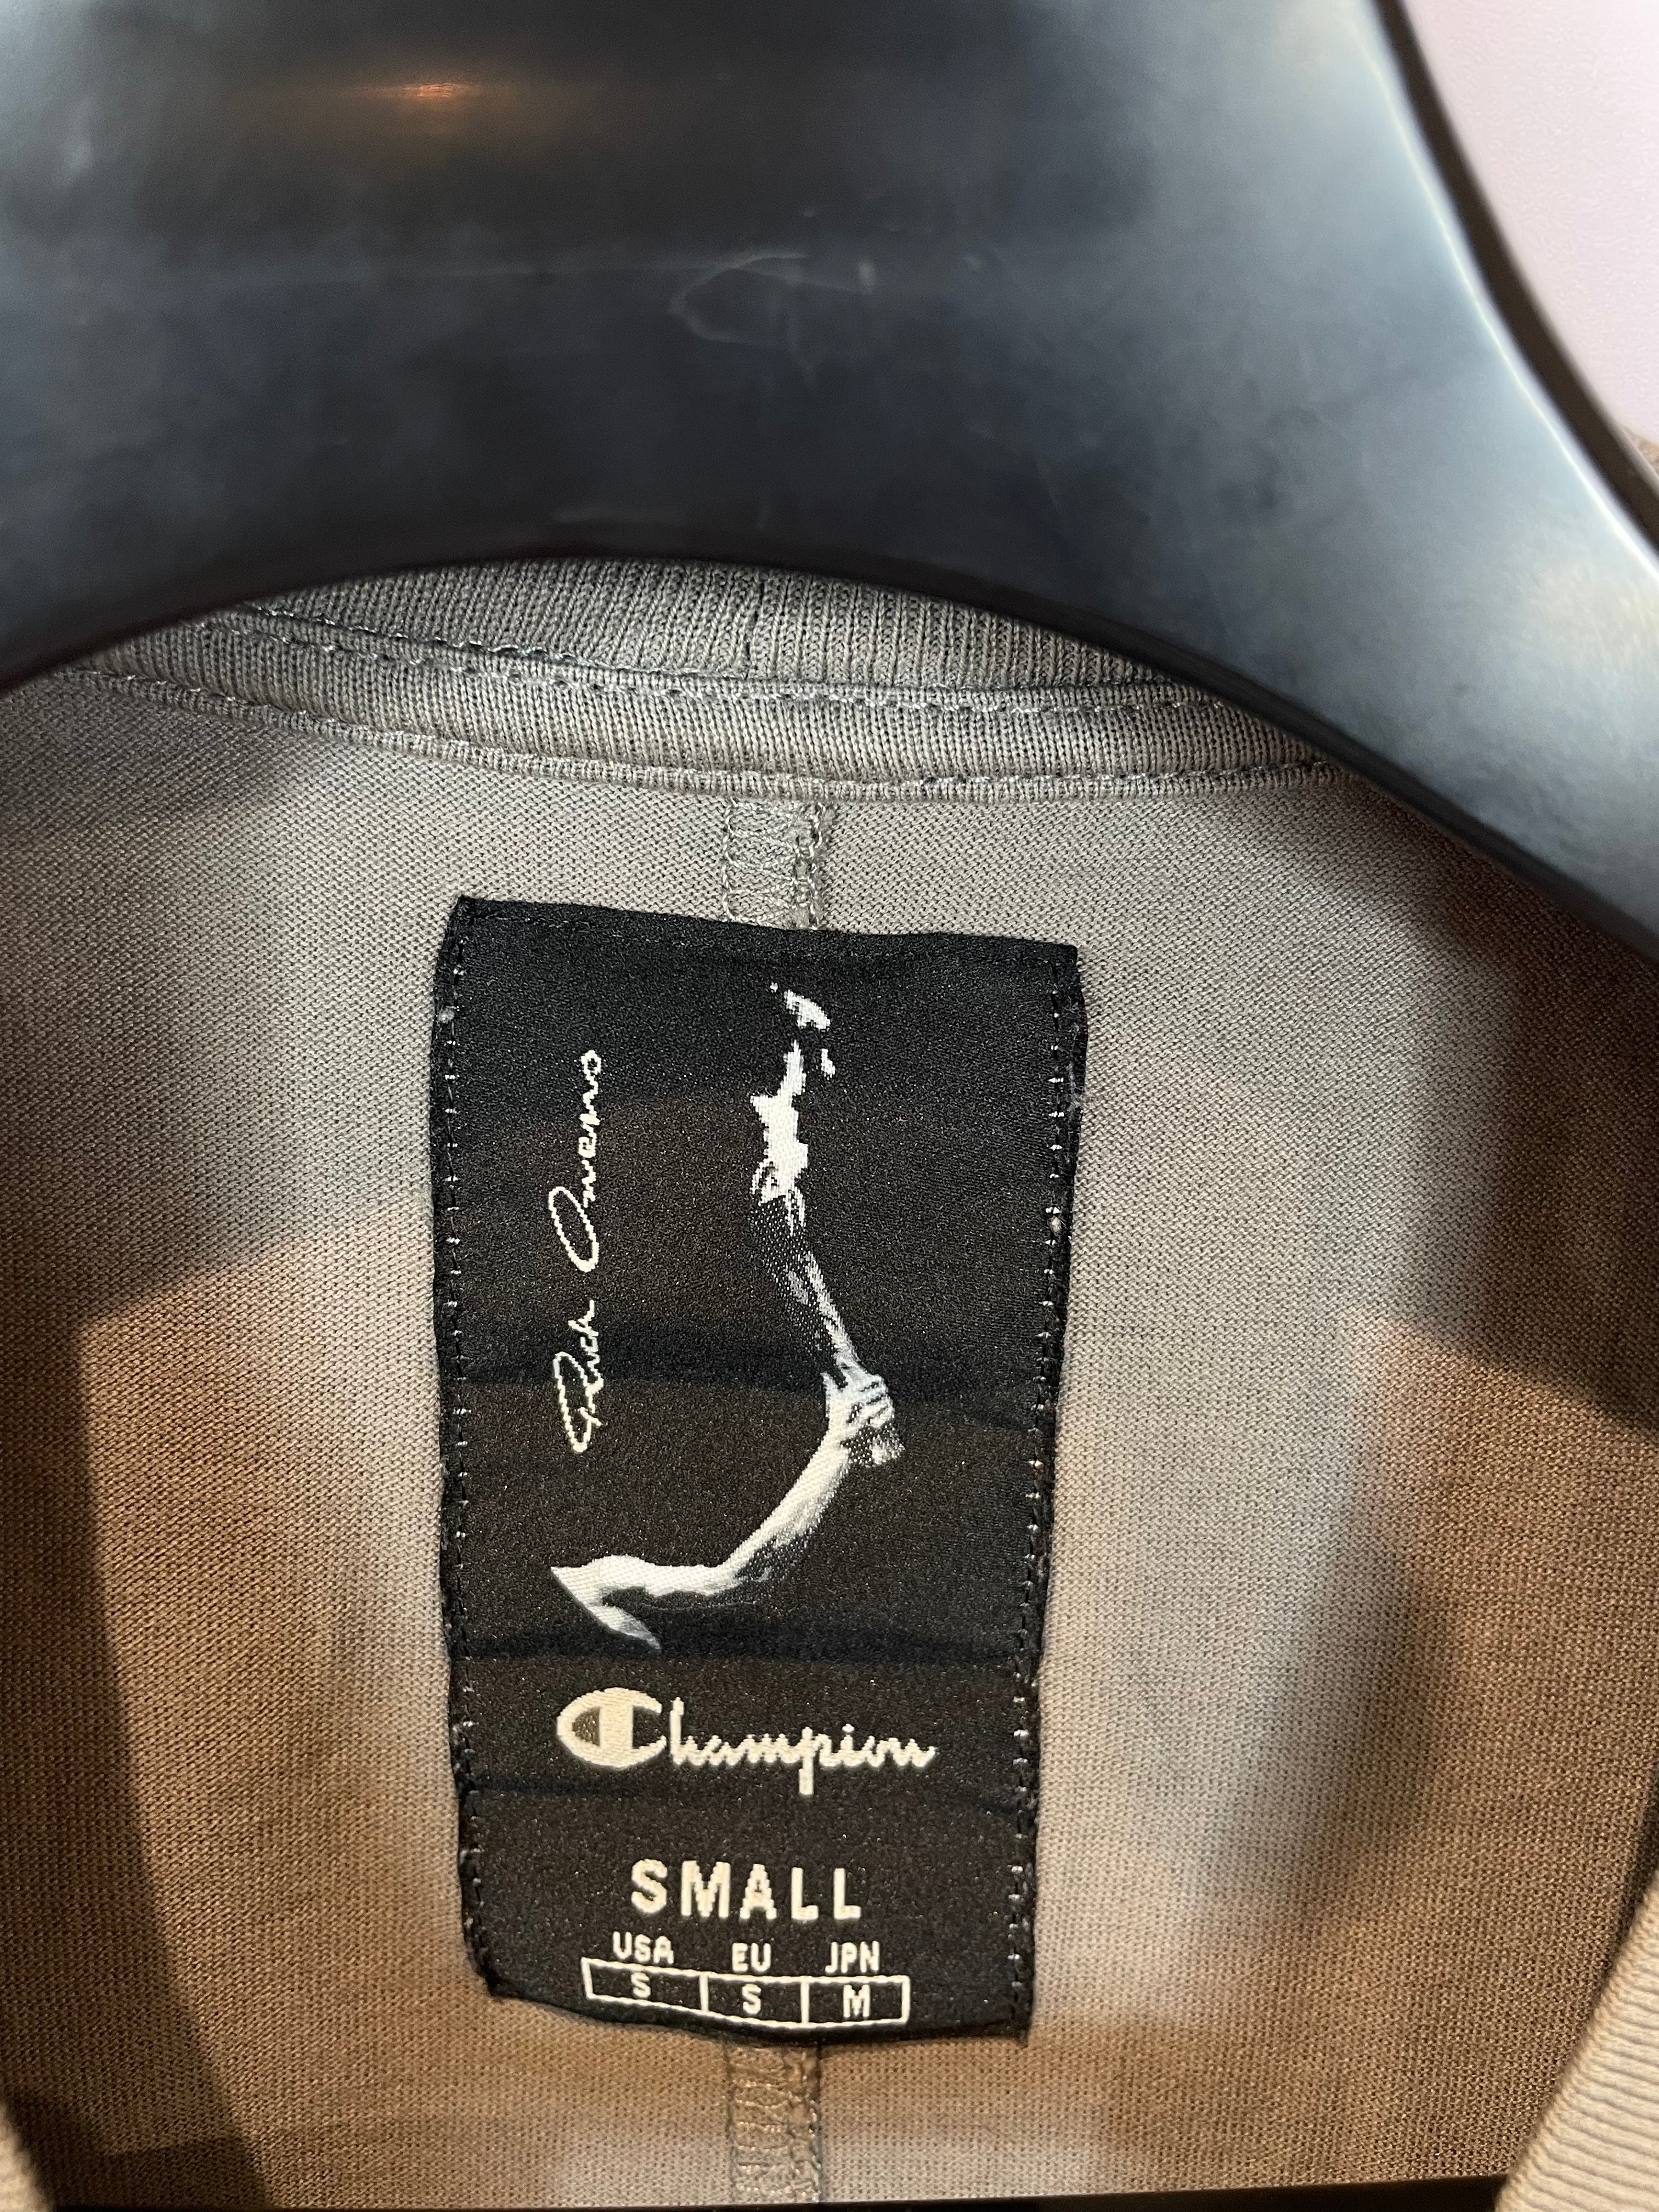 Rick Owens
Champion
SMALL
USA EU JPN
S S M